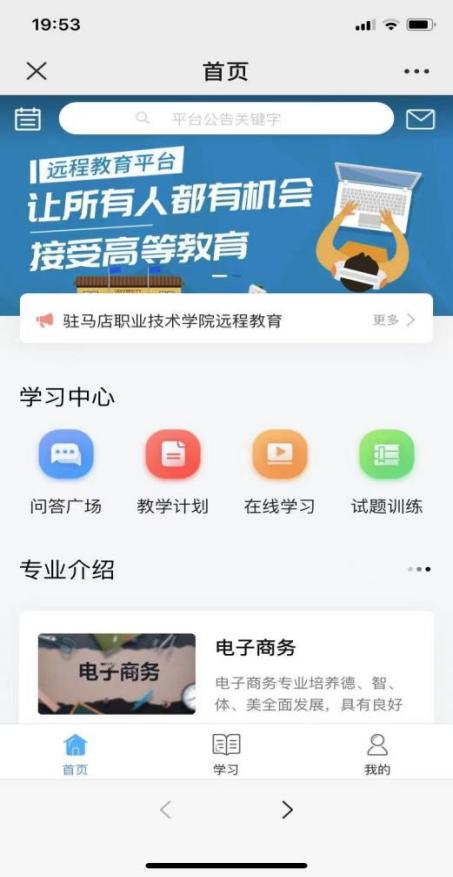 19:53
首页
平台公告关键字
远程教育平台
让所有人都有机会
接受高等教育
驻马店职业技术学院远程教育
更多
学习中心
问答广场
教学计划
在线学习
试题训练
专业介绍
电子商务
电子商务
电子商务专业培养德、智、
体、美全面发展，具有良好
首页
学习
我的